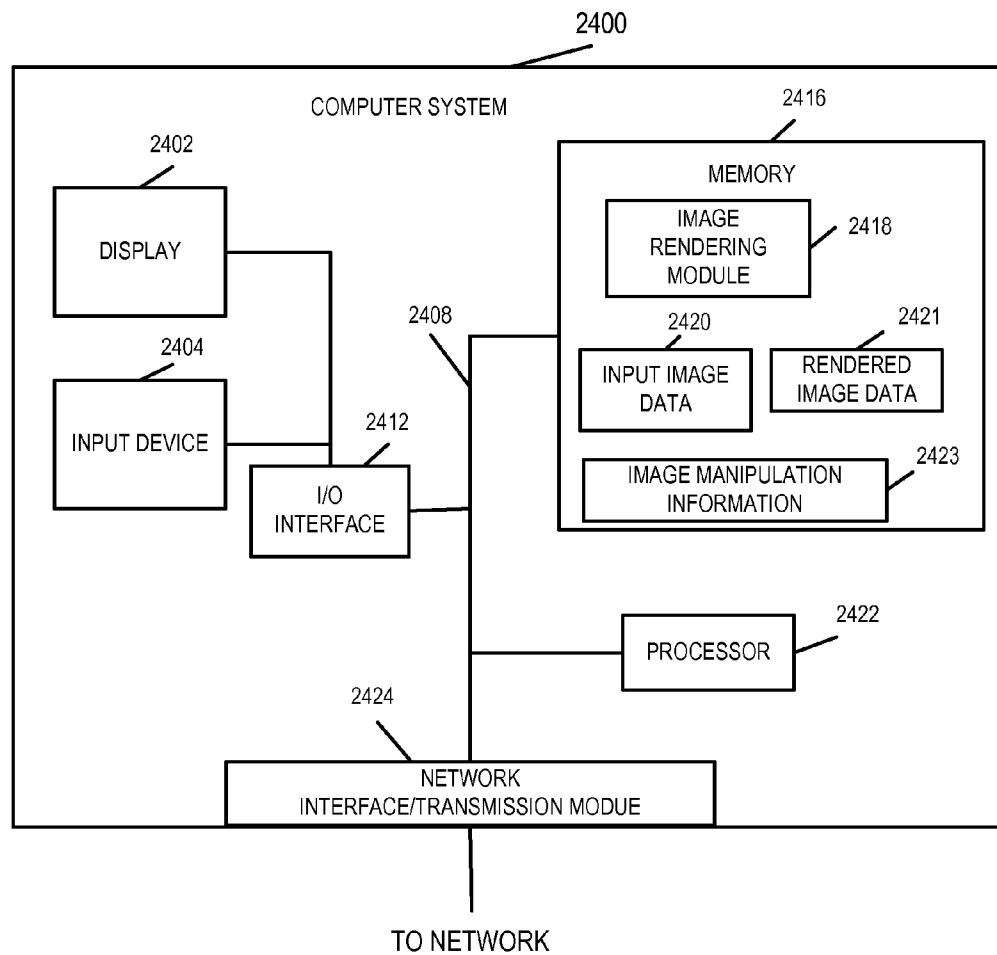 2400
COMPUTER SYSTEM
2416
2402
MEMORY
DISPLAY
IMAGE
RENDERING
MODULE
2418
2408
2420
2421
2404
INPUT IMAGE
DATA
RENDERED
IMAGE DATA
INPUT DEVICE
2412
I/O
INTERFACE
IMAGE MANIPULATION
INFORMATION
2423
2422
PROCESSOR
2424
NETWORK
INTERFACE/TRANSMISSION MODUE
TO NETWORK